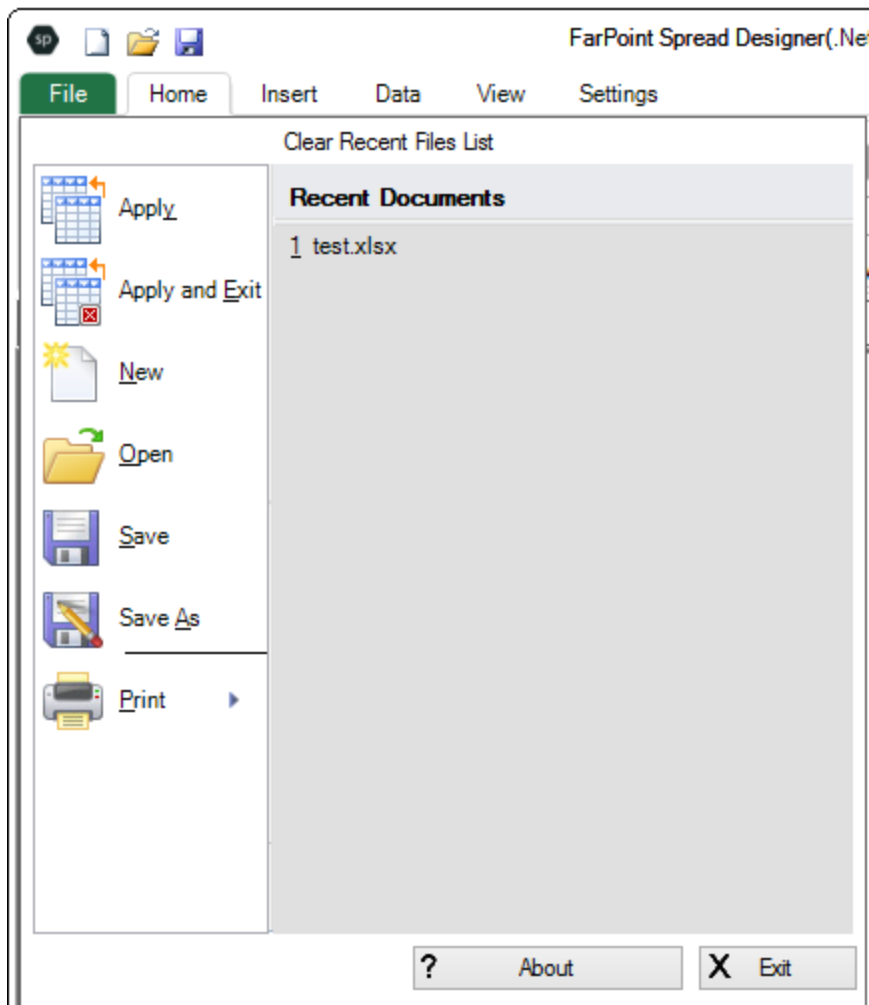 sp
FarPoint Spread Designer(.Ne
File Home Insert Data View Settings
Clear Recent Files List
Apply
Apply and Exit
New
Open
Save
Save As
Print
Recent Documents
1 test.xlsx
? About
X Exit